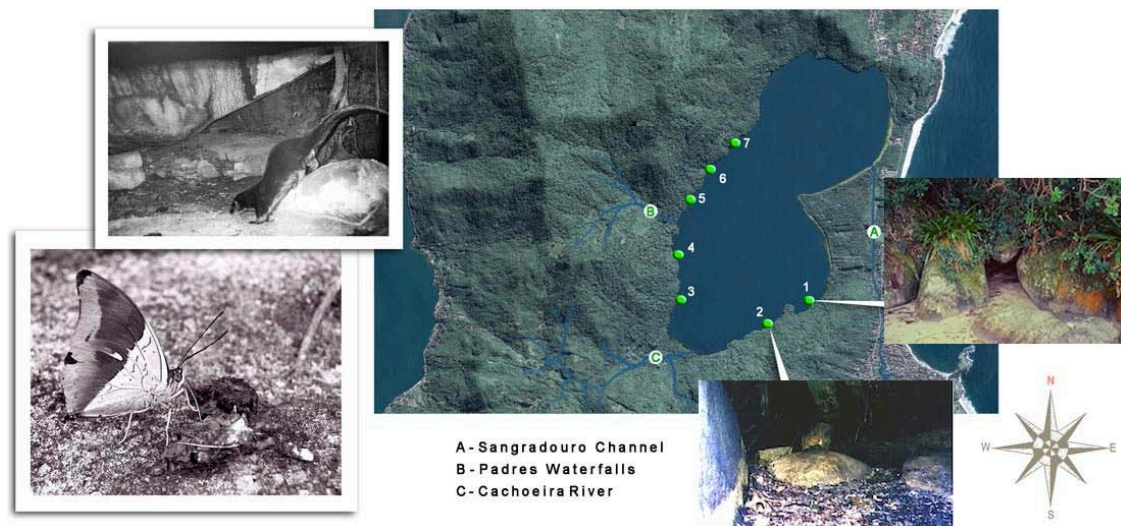 7
6
5
B
A
4
1
3
2
C
A-Sangradouro Channel
B-Padres Waterfalls
C-Cachoeira River
N
W
E
S